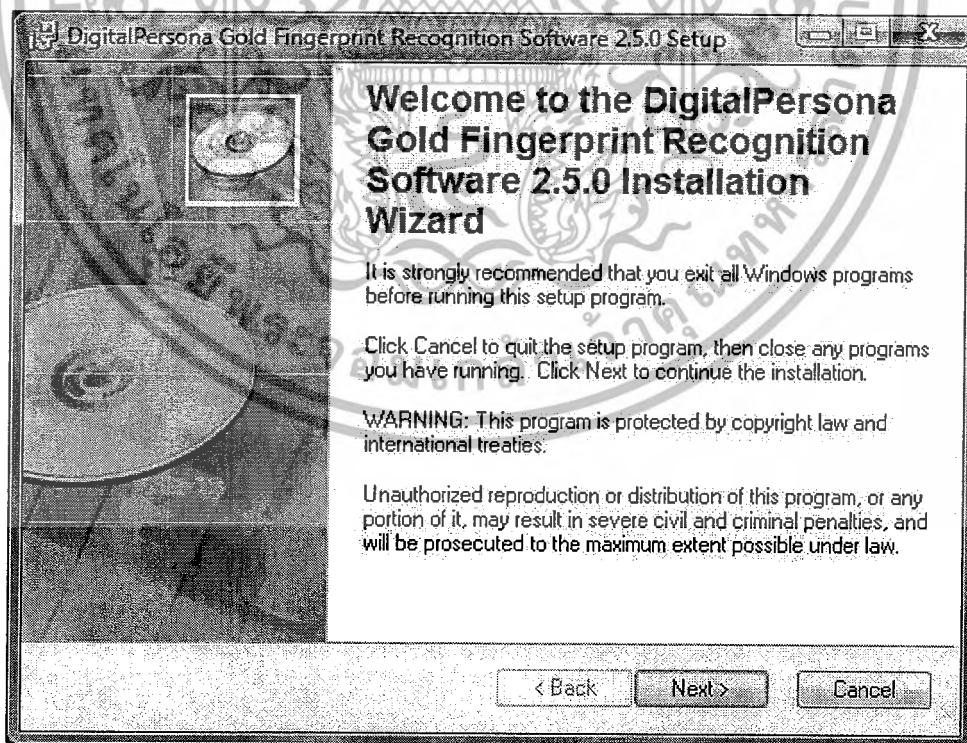 DigitalPersona Gold Fingerprint Recognition Software 2.5.0 Setup
Welcome to the DigitalPersona
Gold Fingerprint Recognition
Software 2.5.0 Installation
Wizard
It is strongly recommended that you exit all Windows programs
before running this setup program.
Click Cancel to quit the setup program, then close any programs
you have running. Click Next to continue the installation.
WARNING: This program is protected by copyright law and
international treaties.
Unauthorized reproduction or distribution of this program, or any
portion of it, may result in severe civil and criminal penalties, and
will be prosecuted to the maximum extent possible under law.
< Back
Next >
Cancel